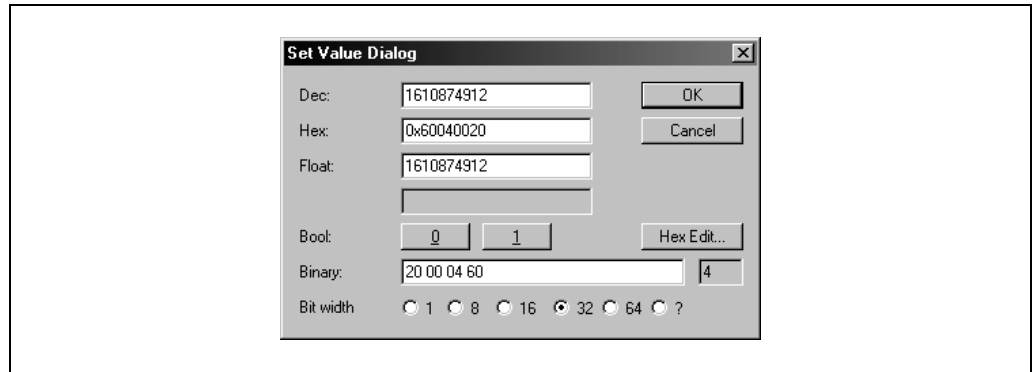 Set Value Dialog
Dec: 1610874912 OK
Hex: 0x60040020 Cancel
Float: 1610874912
Bool: 0 1 Hex Edit...
Binary: 20 00 04 60 4
Bit width 1 8 16 32 64 ?